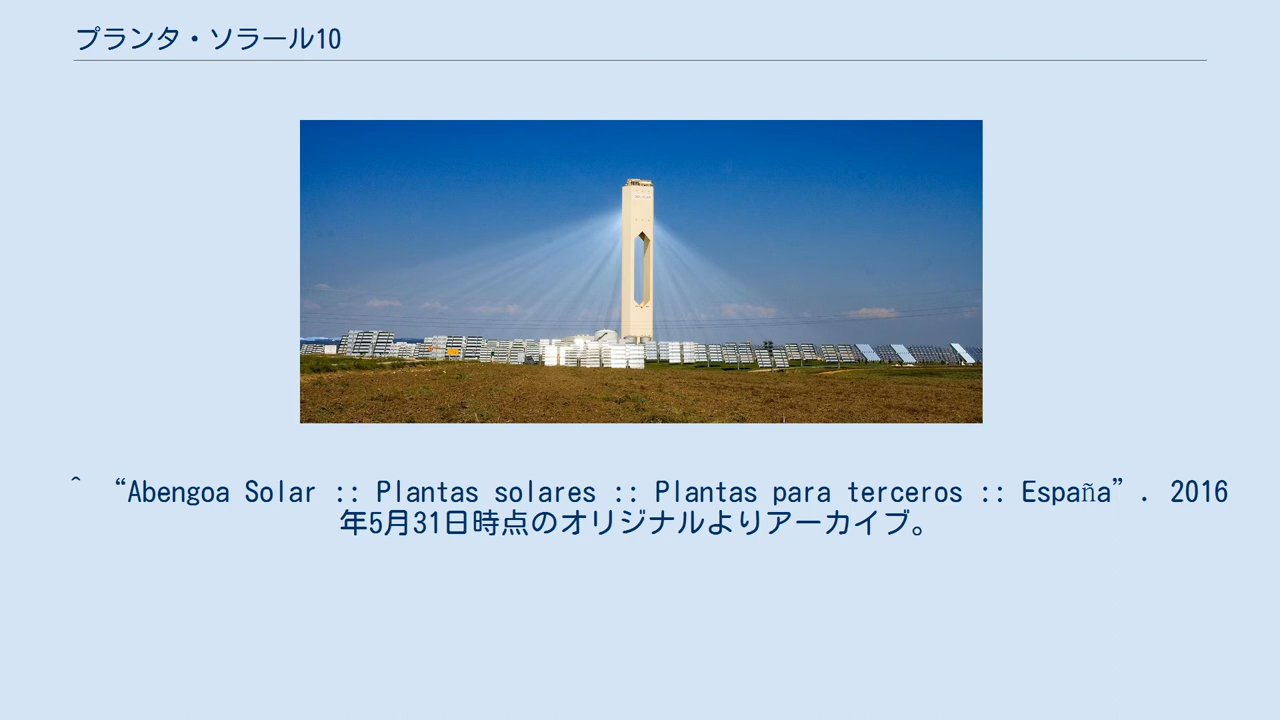 プランタ・ソラール10
^ “Abengoa Solar :: Plantas solares :: Plantas para terceros :: España”. 2016
年5月31日時点のオリジナルよりアーカイブ。